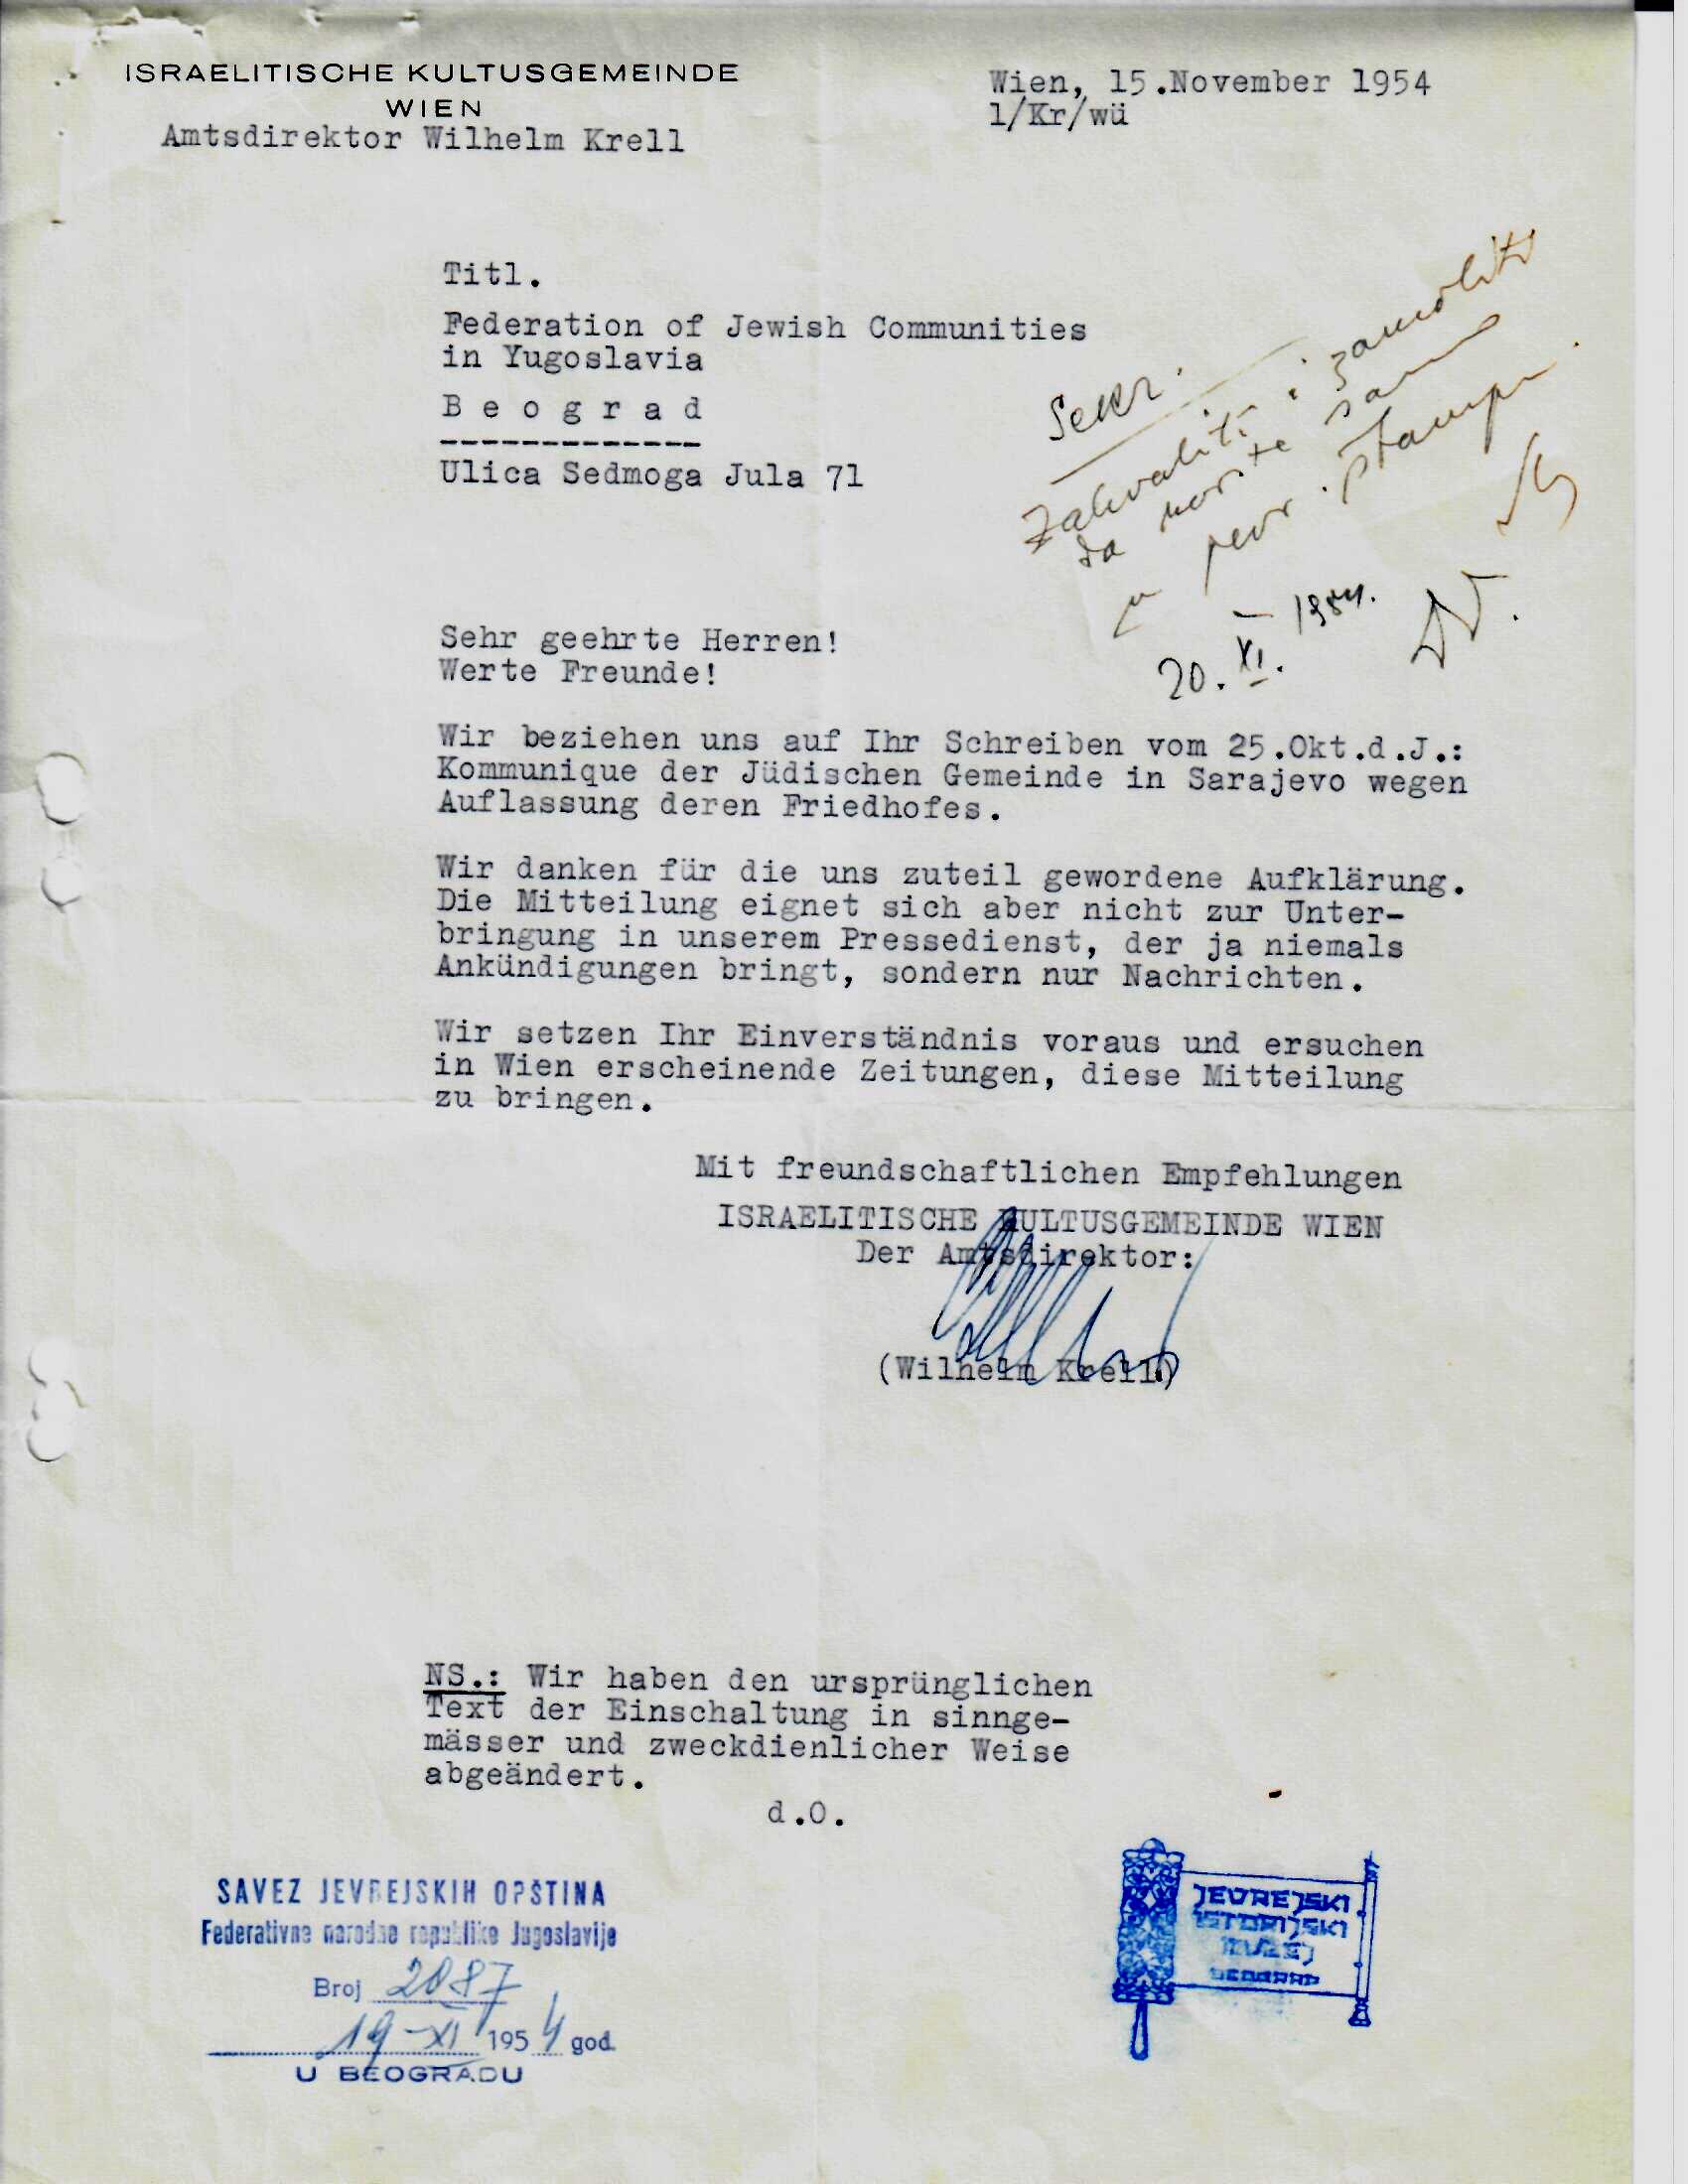 ISRAELITISCHE KULTUSGEMEINDE
WIEN
Amtsdirektor Wilhelm Krell
Wien, 15.November 1954
1/Kr/wü
Titl.
Federation of Jewish Communities
in Yugoslavia
B e o g r a d
-------------
Ulica Sedmoga Jula 71
Sekr.
Zahvaliti i zamoliti
da koriste samo
u jevr. štampi.
20. XI. 1954.
Sehr geehrte Herren!
Werte Freunde!
Wir beziehen uns auf Ihr Schreiben vom 25.Okt.d.J.:
Kommunique der Jüdischen Gemeinde in Sarajevo wegen
Auflassung deren Friedhofes.
Wir danken für die uns zuteil gewordene Aufklärung.
Die Mitteilung eignet sich aber nicht zur Unter-
bringung in unserem Pressedienst, der ja niemals
Ankündigungen bringt, sondern nur Nachrichten.
Wir setzen Ihr Einverständnis voraus und ersuchen
in Wien erscheinende Zeitungen, diese Mitteilung
zu bringen.
Mit freundschaftlichen Empfehlungen
ISRAELITISCHE KULTUSGEMEINDE WIEN
Der Amtsdirektor:
(Wilhelm Krell)
NS.: Wir haben den ursprünglichen
Text der Einschaltung in sinnge-
mässer und zweckdienlicher Weise
abgeändert.
d.O.
SAVEZ JEVREJSKIH OPŠTINA
Federativne narodne republike Jugoslavije
Broj 2087
19-XI 1954 god.
U BEOGRADU
JEVREJSKI
ISTORIJSKI
MUZEJ
BEOGRAD